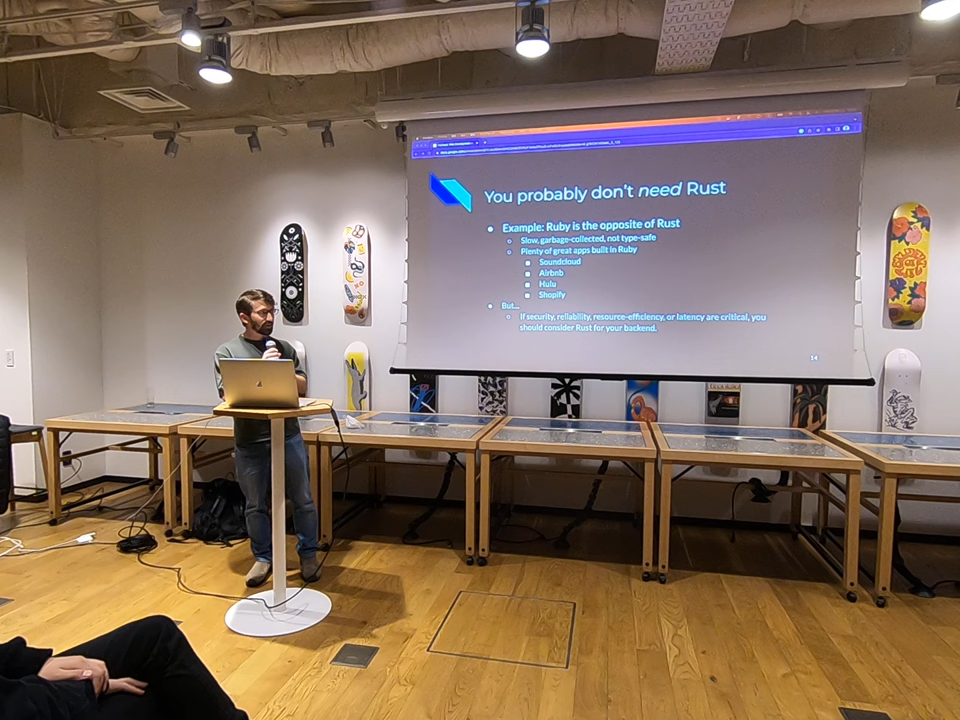 You probably don't need Rust
Example: Ruby is the opposite of Rust
Slow, garbage-collected, not type-safe
Plenty of great apps built in Ruby
Soundcloud
Airbnb
Hulu
Shopify
But...
If security, reliability, resource-efficiency, or latency are critical, you
should consider Rust for your backend.
14